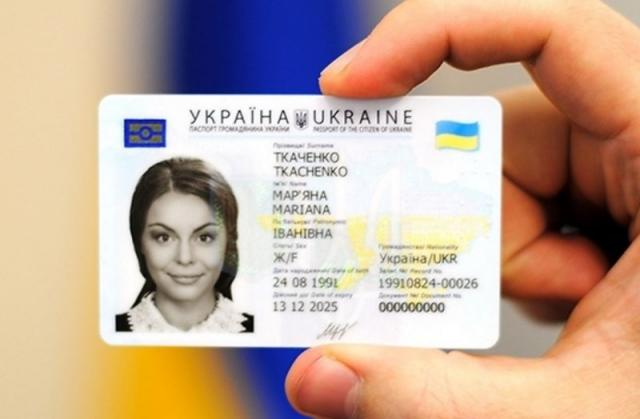 УКРАЇНА UKRAINE
ПАСПОРТ ГРОМАДЯНИНА УКРАЇНИ PASSPORT OF THE CITIZEN OF UKRAINE
Прізвище/ Surname
ТКАЧЕНКО
TKACHENKO
Ім'я/ Name
МАР'ЯНА
MARIANA
По батькові/ Patronymic
ІВАНІВНА
Стать/ Sex
Ж/F
Громадянство/ Nationality
Україна/UKR
Дата народження/ Date of birth
24 08 1991
Запис №/ Record No.
19910824-00026
Дійсний до/ Date of expiry
13 12 2025
Документ №/ Document No.
000000000